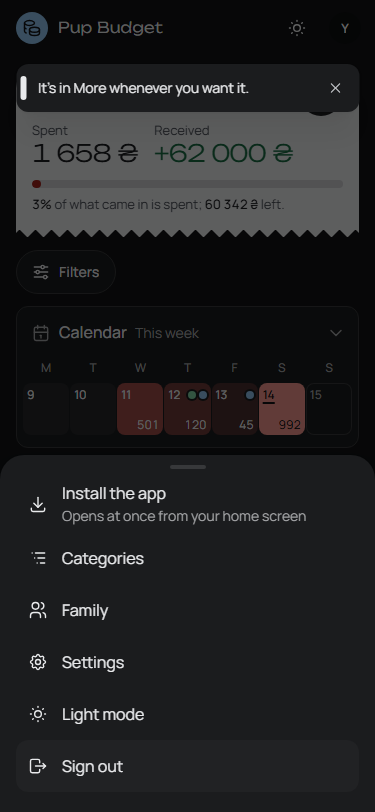 Pup Budget
Y
It's in More whenever you want it.
Spent
Received
1 658 ₴
+62 000 ₴
3% of what came in is spent; 60 342 ₴ left.
Filters
Calendar This week
M T W T F S S
9 10 11 12 13 14 15
501 120 45 992
Install the app
Opens at once from your home screen
Categories
Family
Settings
Light mode
Sign out